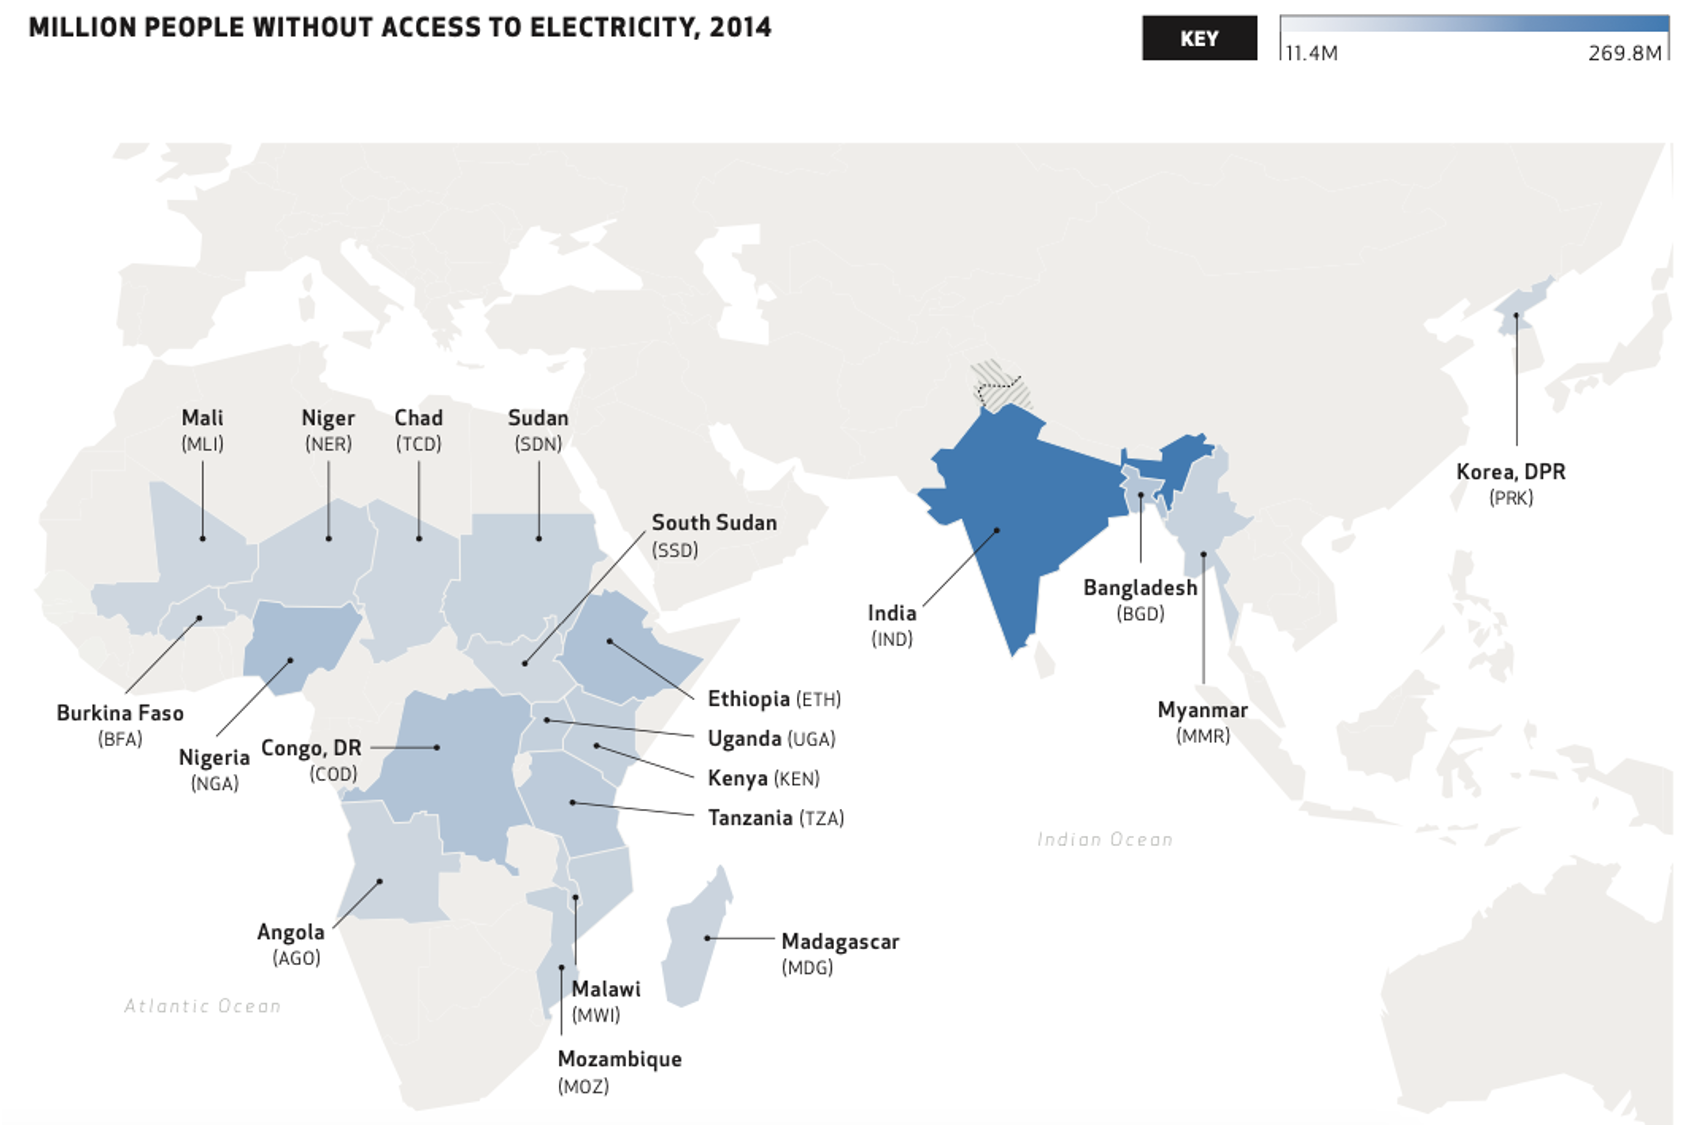 MILLION PEOPLE WITHOUT ACCESS TO ELECTRICITY, 2014
KEY
11.4M
269.8M
Mali
(MLI)
Niger
(NER)
Chad
(TCD)
Sudan
(SDN)
South Sudan
(SSD)
Korea, DPR
(PRK)
India
(IND)
Bangladesh
(BGD)
Myanmar
(MMR)
Burkina Faso
(BFA)
Nigeria
(NGA)
Congo, DR
(COD)
Ethiopia (ETH)
Uganda (UGA)
Kenya (KEN)
Tanzania (TZA)
Indian Ocean
Angola
(AGO)
Madagascar
(MDG)
Atlantic Ocean
Malawi
(MWI)
Mozambique
(MOZ)